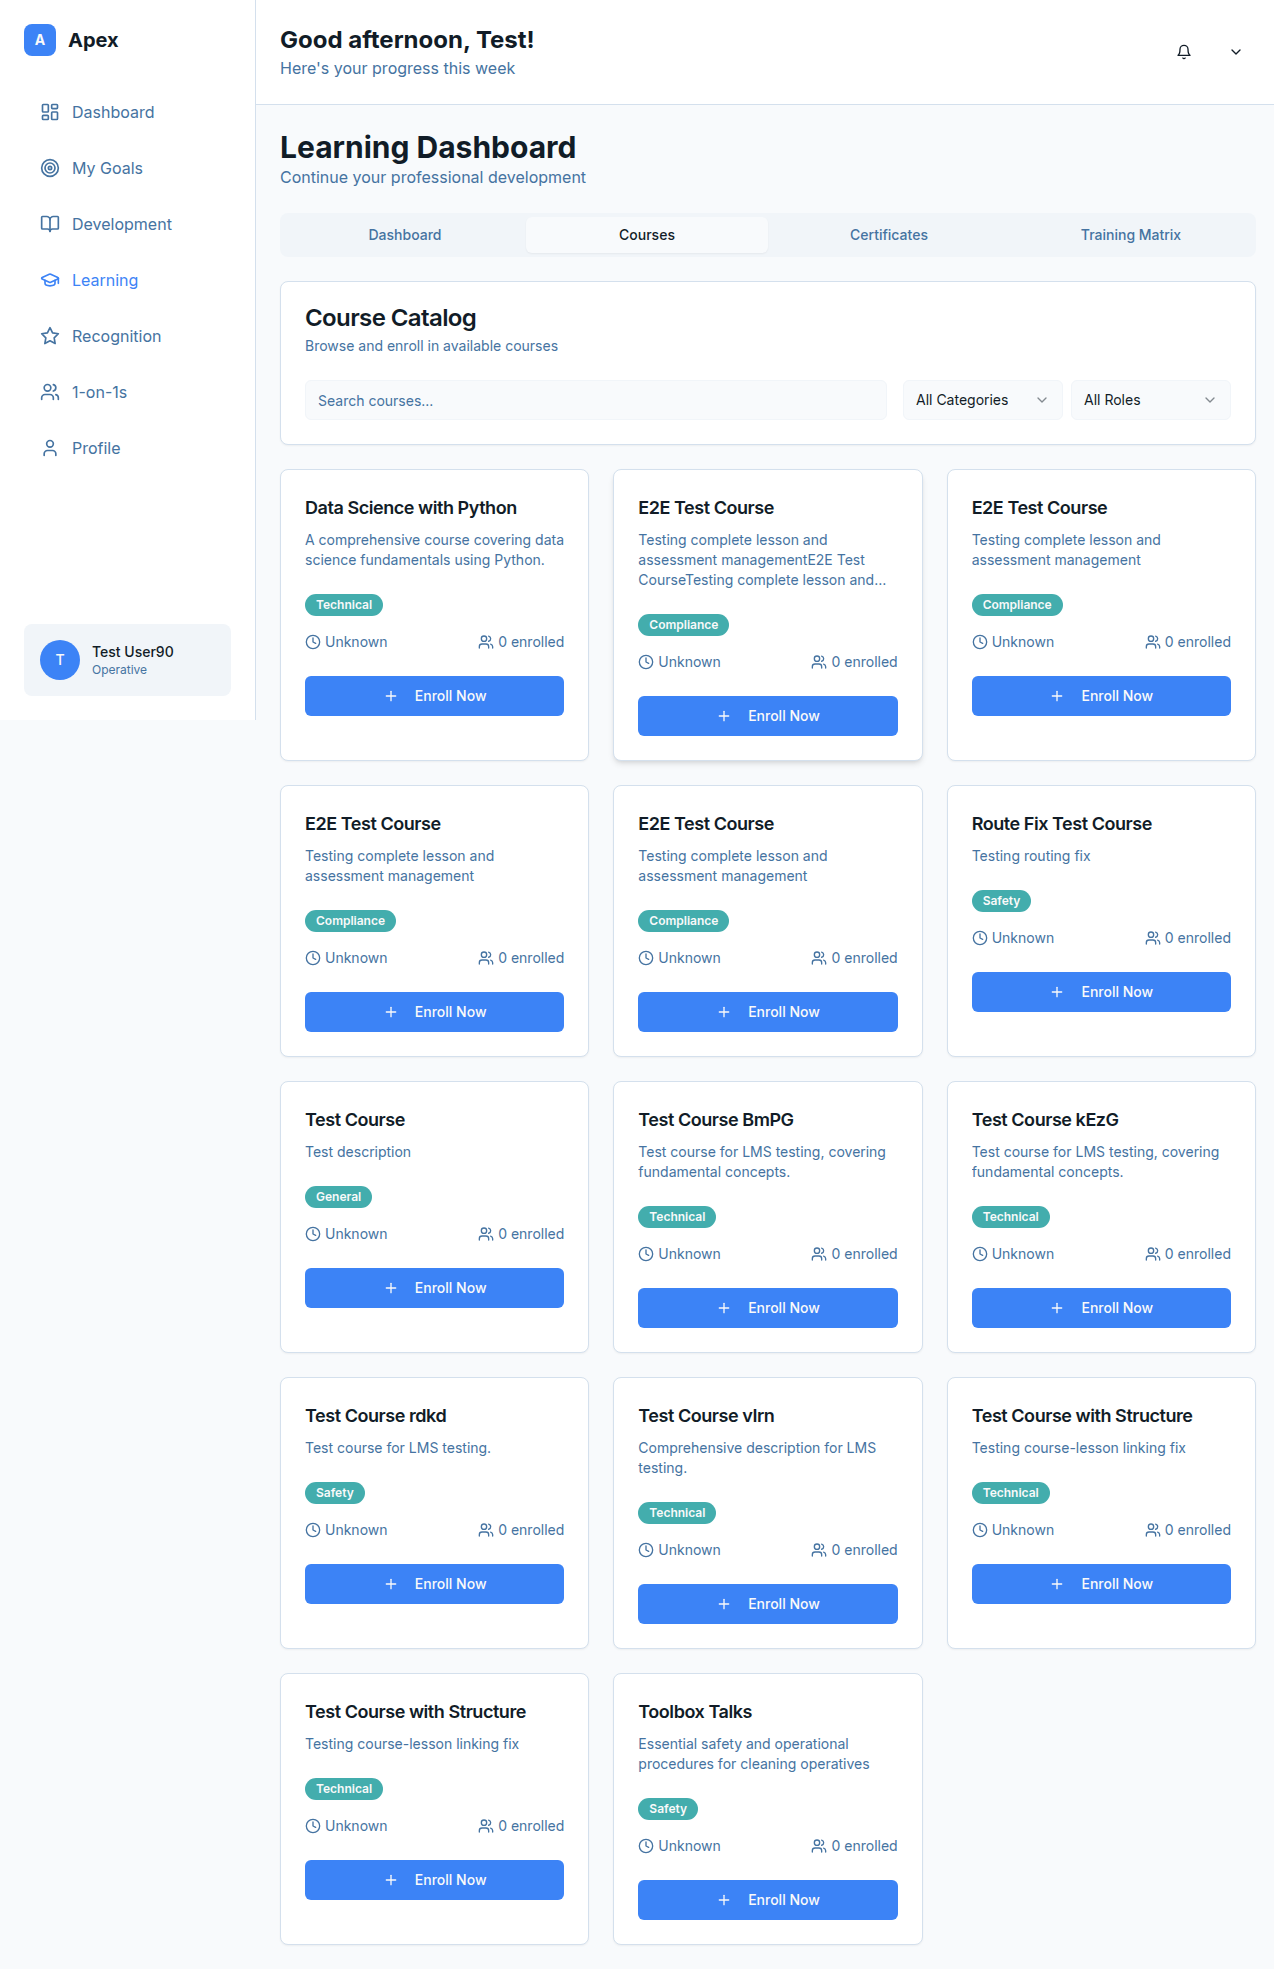 A
Apex
Dashboard
My Goals
Development
Learning
Recognition
1-on-1s
Profile
T
Test User90
Operative
Good afternoon, Test!
Here's your progress this week
Learning Dashboard
Continue your professional development
Dashboard
Courses
Certificates
Training Matrix
Course Catalog
Browse and enroll in available courses
Search courses...
All Categories
All Roles
Data Science with Python
A comprehensive course covering data
science fundamentals using Python.
Technical
Unknown
0 enrolled
Enroll Now
E2E Test Course
Testing complete lesson and
assessment managementE2E Test
CourseTesting complete lesson and...
Compliance
Unknown
0 enrolled
Enroll Now
E2E Test Course
Testing complete lesson and
assessment management
Compliance
Unknown
0 enrolled
Enroll Now
E2E Test Course
Testing complete lesson and
assessment management
Compliance
Unknown
0 enrolled
Enroll Now
E2E Test Course
Testing complete lesson and
assessment management
Compliance
Unknown
0 enrolled
Enroll Now
Route Fix Test Course
Testing routing fix
Safety
Unknown
0 enrolled
Enroll Now
Test Course
Test description
General
Unknown
0 enrolled
Enroll Now
Test Course BmPG
Test course for LMS testing, covering
fundamental concepts.
Technical
Unknown
0 enrolled
Enroll Now
Test Course kEzG
Test course for LMS testing, covering
fundamental concepts.
Technical
Unknown
0 enrolled
Enroll Now
Test Course rdkd
Test course for LMS testing.
Safety
Unknown
0 enrolled
Enroll Now
Test Course vlrn
Comprehensive description for LMS
testing.
Technical
Unknown
0 enrolled
Enroll Now
Test Course with Structure
Testing course-lesson linking fix
Technical
Unknown
0 enrolled
Enroll Now
Test Course with Structure
Testing course-lesson linking fix
Technical
Unknown
0 enrolled
Enroll Now
Toolbox Talks
Essential safety and operational
procedures for cleaning operatives
Safety
Unknown
0 enrolled
Enroll Now